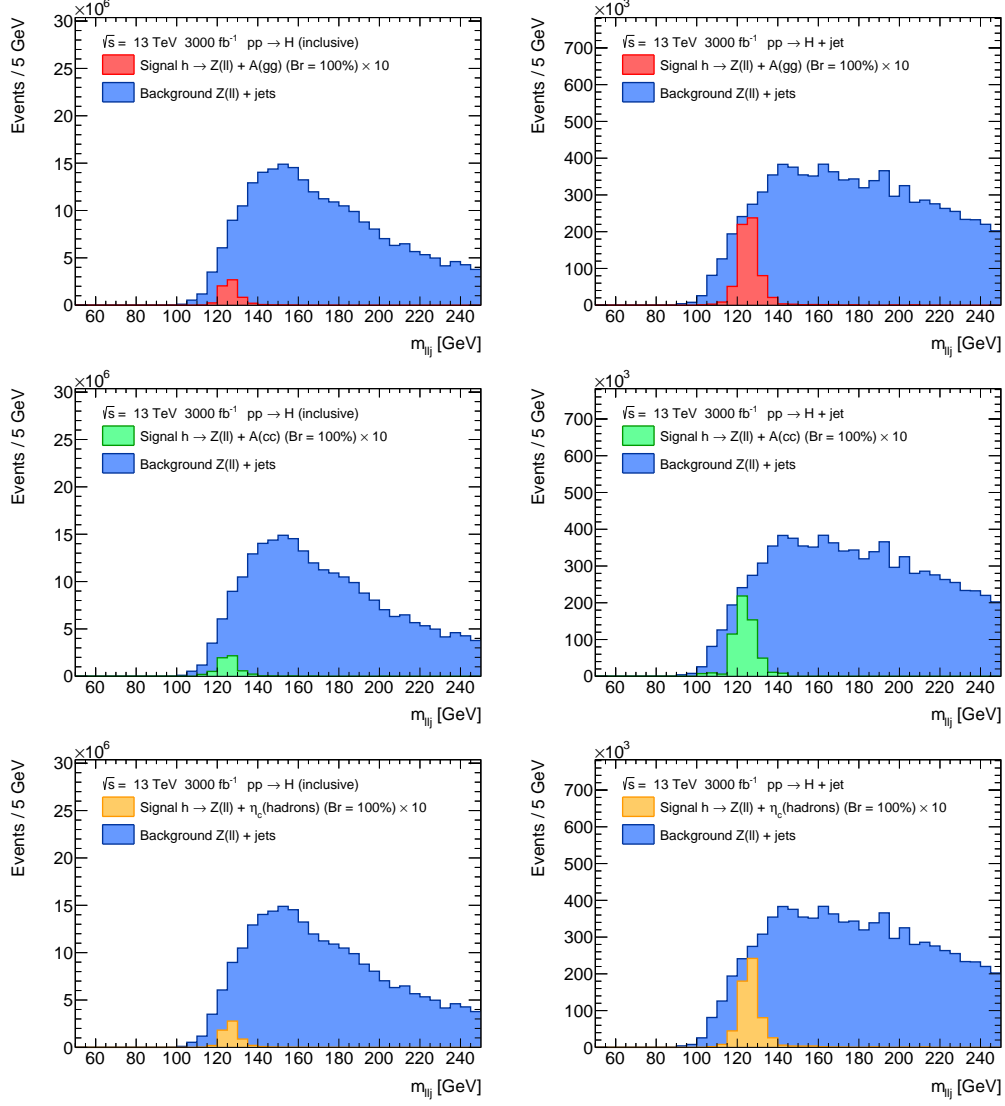 ×10⁶
Events / 5 GeV
√s = 13 TeV 3000 fb⁻¹ pp → H (inclusive)
Signal h → Z(ll) + A(gg) (Br = 100%) × 10
Background Z(ll) + jets
30
25
20
15
10
5
0
60 80 100 120 140 160 180 200 220 240
m_llj [GeV]
×10³
Events / 5 GeV
√s = 13 TeV 3000 fb⁻¹ pp → H + jet
Signal h → Z(ll) + A(gg) (Br = 100%) × 10
Background Z(ll) + jets
700
600
500
400
300
200
100
0
60 80 100 120 140 160 180 200 220 240
m_llj [GeV]
×10⁶
Events / 5 GeV
√s = 13 TeV 3000 fb⁻¹ pp → H (inclusive)
Signal h → Z(ll) + A(cc) (Br = 100%) × 10
Background Z(ll) + jets
30
25
20
15
10
5
0
60 80 100 120 140 160 180 200 220 240
m_llj [GeV]
×10³
Events / 5 GeV
√s = 13 TeV 3000 fb⁻¹ pp → H + jet
Signal h → Z(ll) + A(cc) (Br = 100%) × 10
Background Z(ll) + jets
700
600
500
400
300
200
100
0
60 80 100 120 140 160 180 200 220 240
m_llj [GeV]
×10⁶
Events / 5 GeV
√s = 13 TeV 3000 fb⁻¹ pp → H (inclusive)
Signal h → Z(ll) + η_c(hadrons) (Br = 100%) × 10
Background Z(ll) + jets
30
25
20
15
10
5
0
60 80 100 120 140 160 180 200 220 240
m_llj [GeV]
×10³
Events / 5 GeV
√s = 13 TeV 3000 fb⁻¹ pp → H + jet
Signal h → Z(ll) + η_c(hadrons) (Br = 100%) × 10
Background Z(ll) + jets
700
600
500
400
300
200
100
0
60 80 100 120 140 160 180 200 220 240
m_llj [GeV]